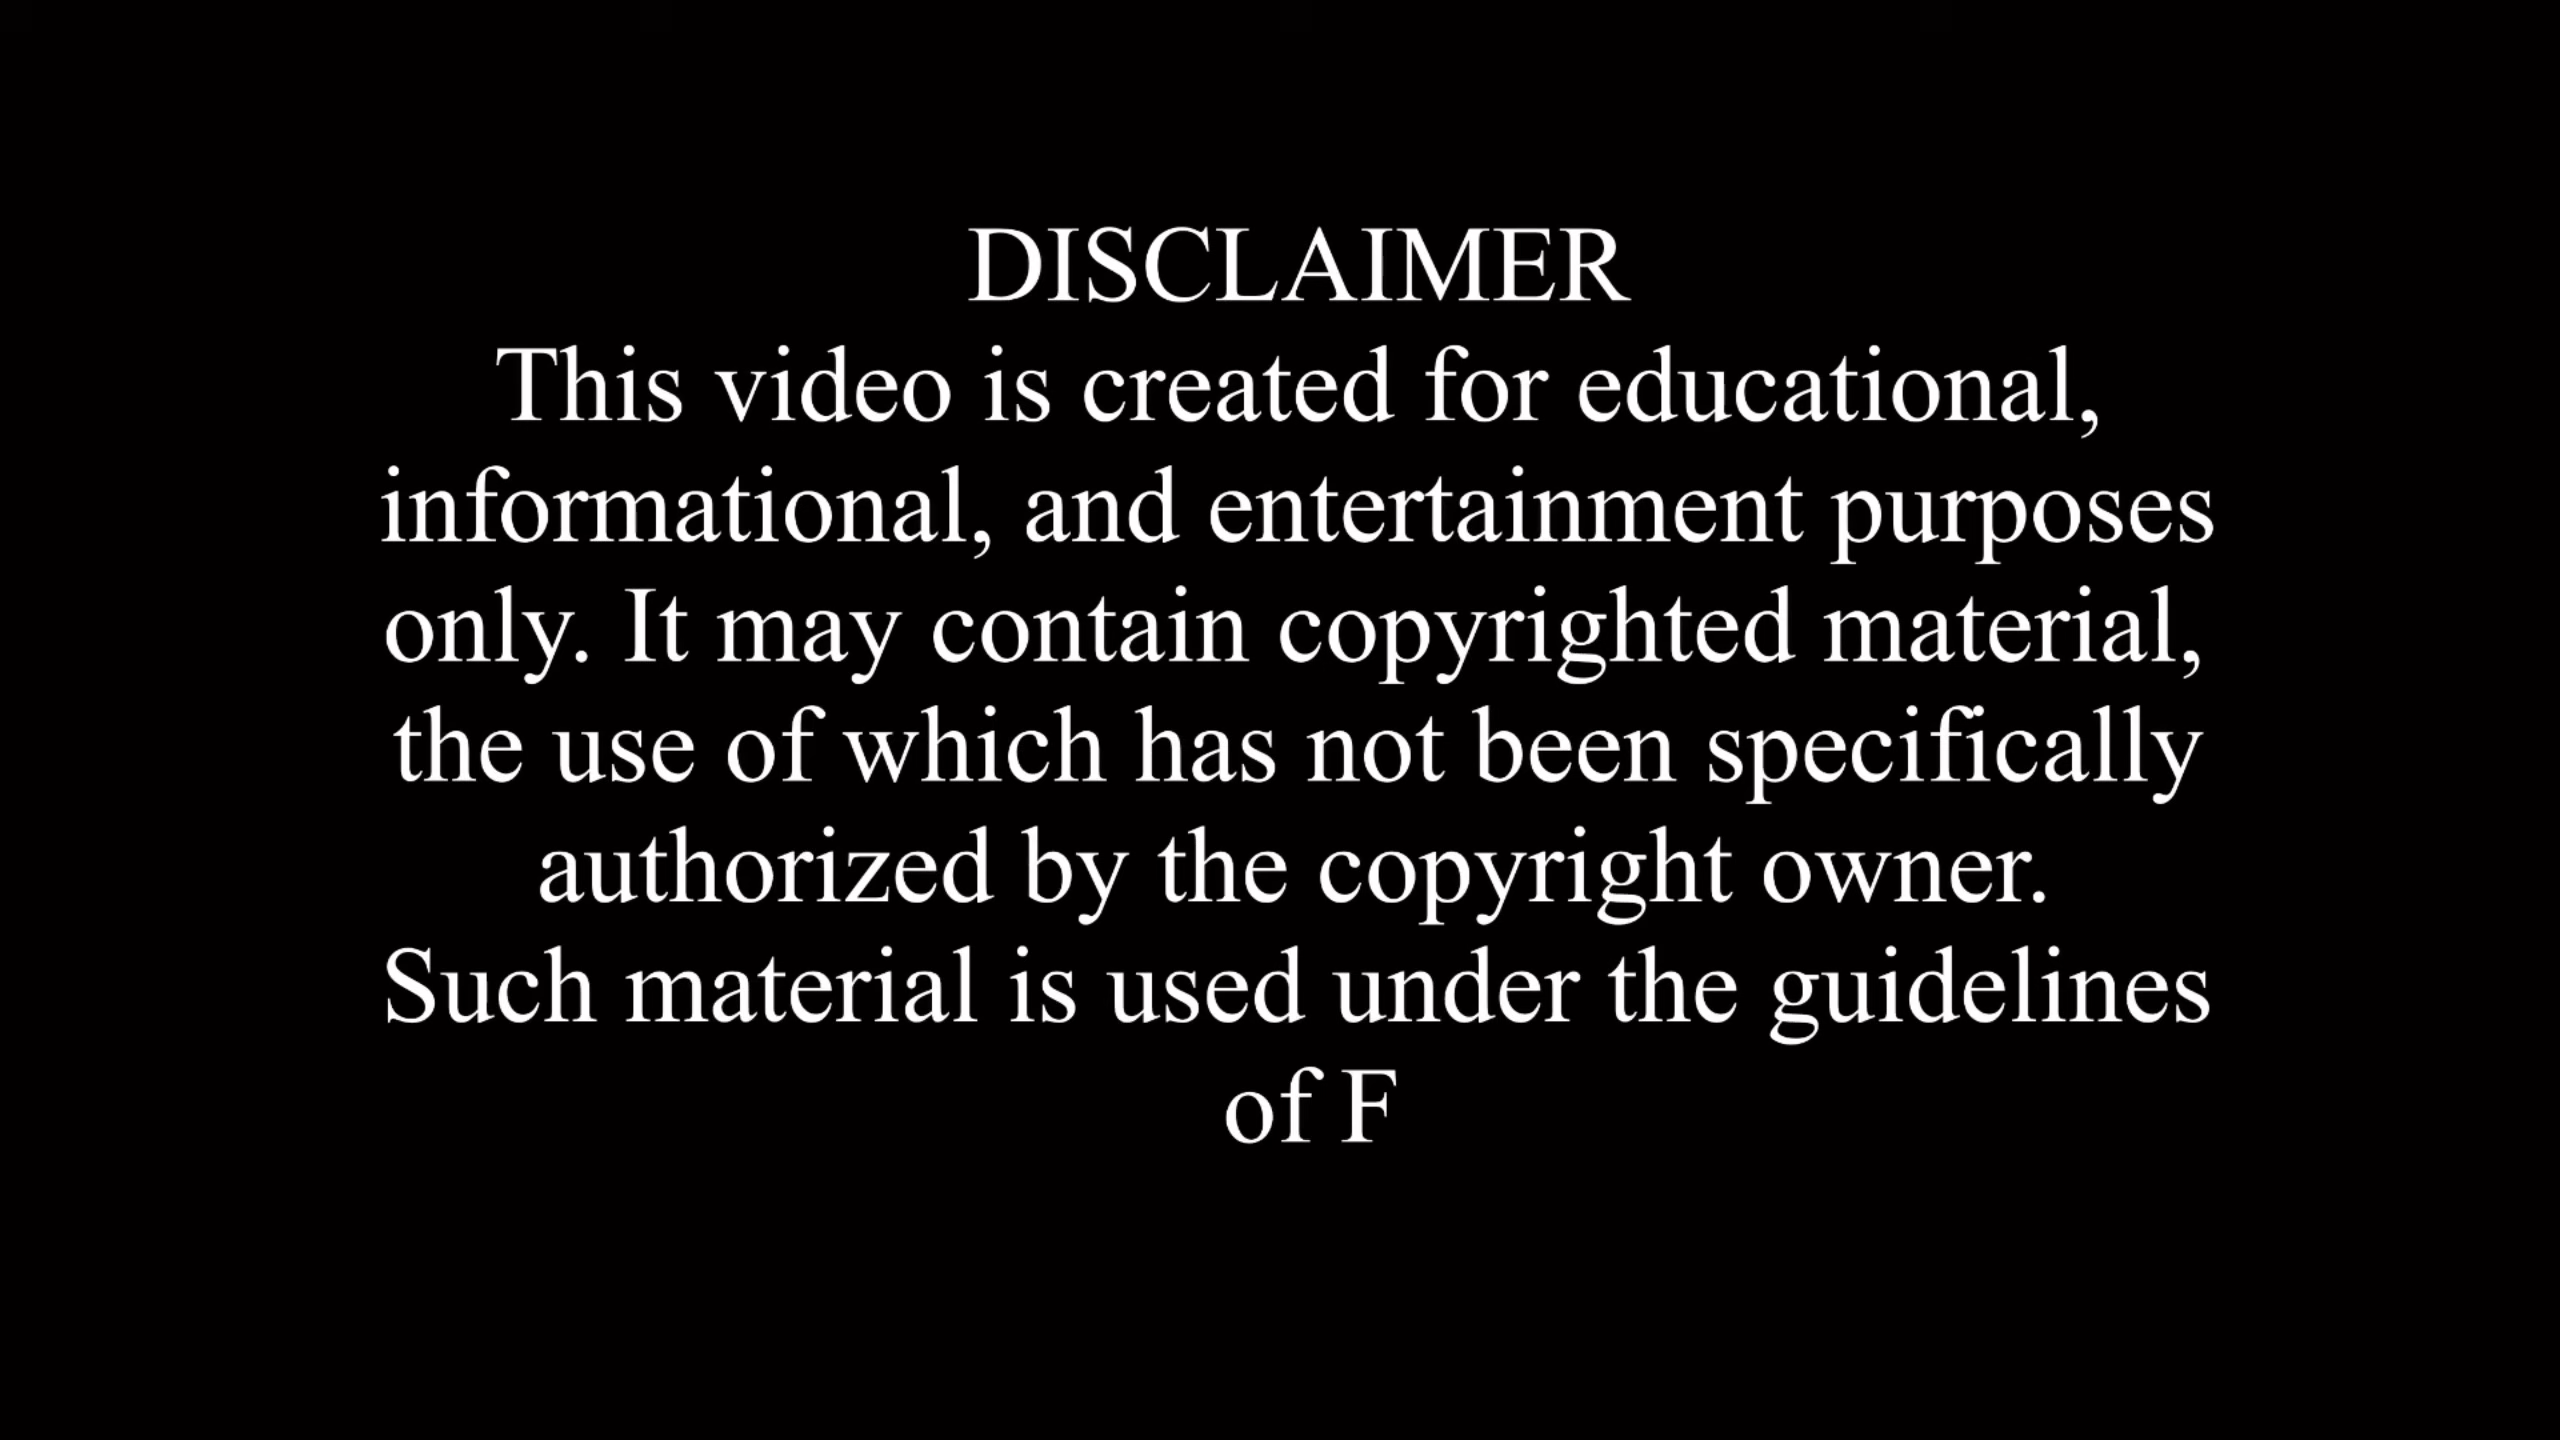 DISCLAIMER
This video is created for educational,
informational, and entertainment purposes
only. It may contain copyrighted material,
the use of which has not been specifically
authorized by the copyright owner.
Such material is used under the guidelines
of F